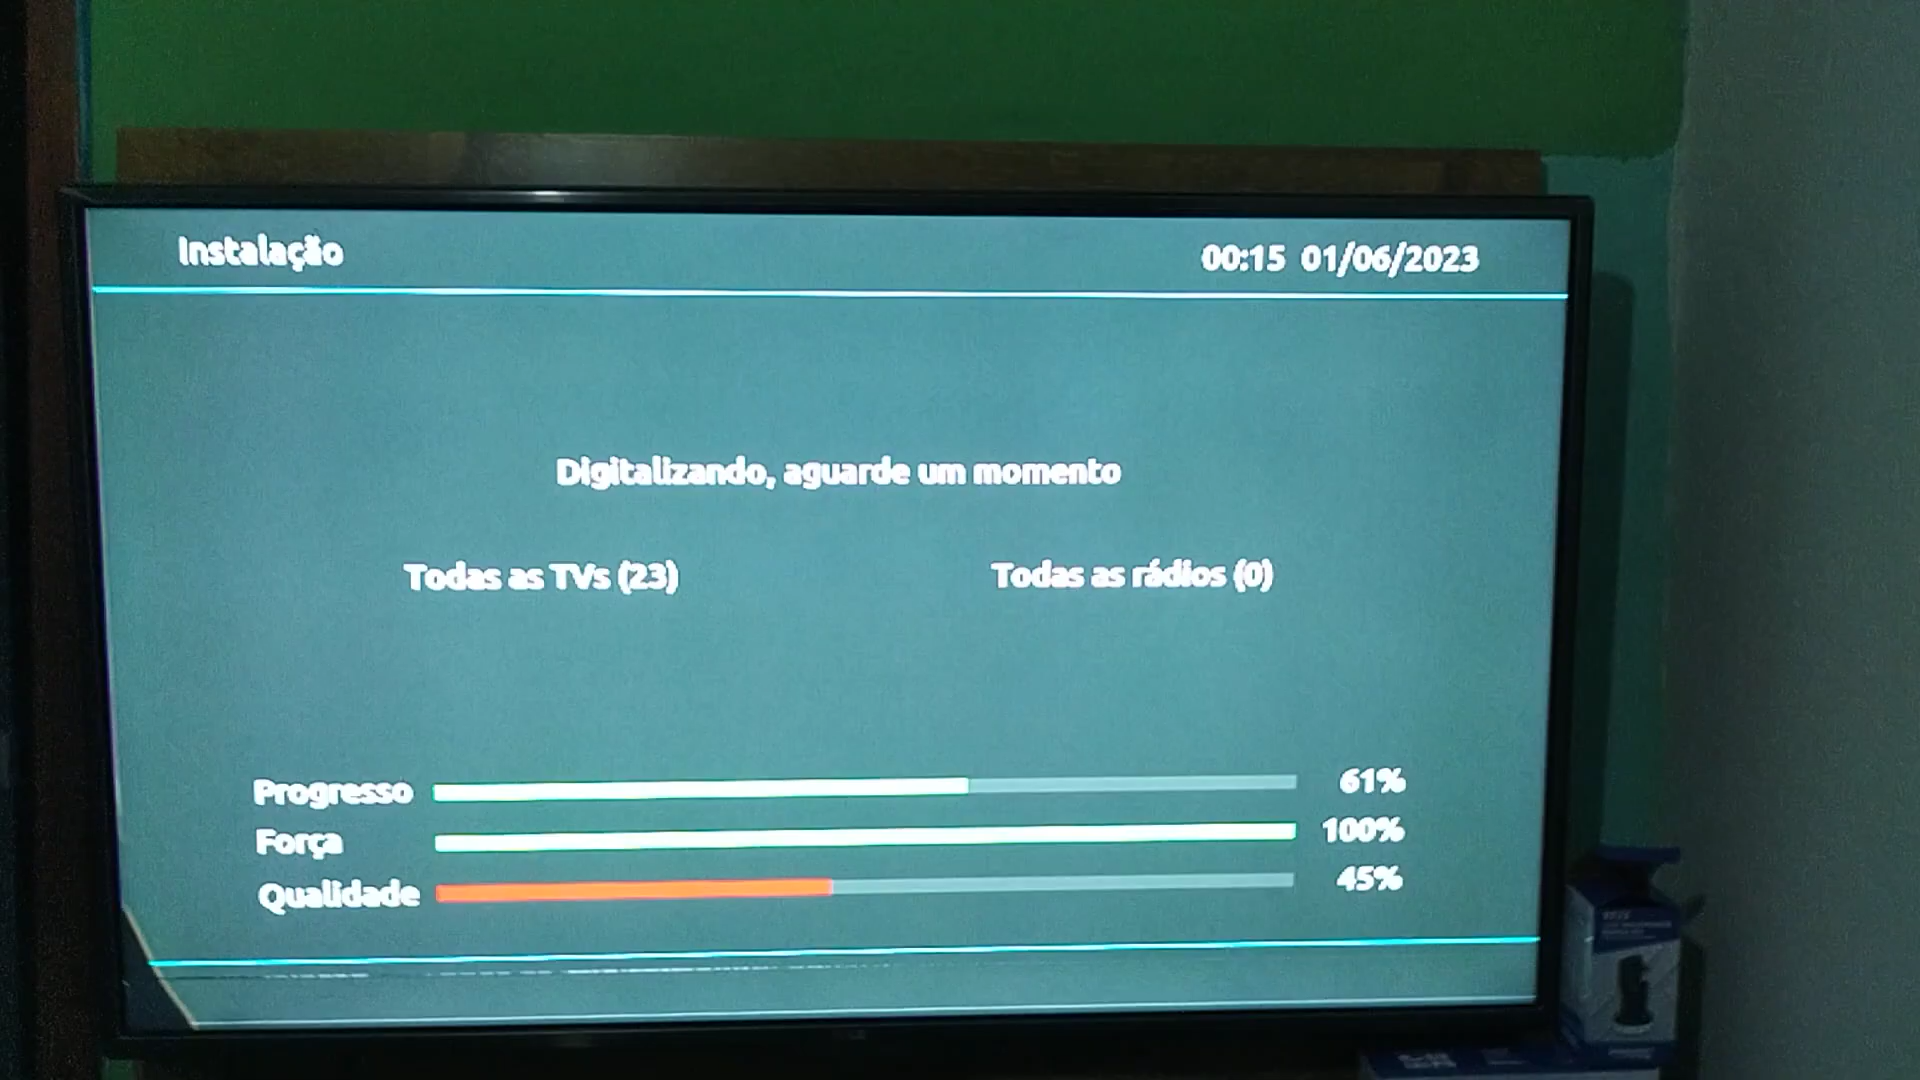 Instalação
00:15 01/06/2023
Digitalizando, aguarde um momento
Todas as TVs (23)
Todas as rádios (0)
Progresso 61%
Força 100%
Qualidade 45%